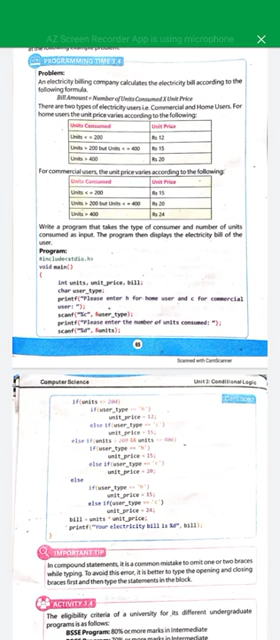 AZ Screen Recorder App is using microphone
PROGRAMMING TIME 3.4
Problem:
An electricity billing company calculates the electricity bill according to the
following formula.
Bill Amount = Number of Units Consumed X Unit Price
There are two types of electricity users i.e. Commercial and Home Users. For
home users the unit price varies according to the following:
Units Consumed Unit Price
Units < = 200 Rs 12
Units > 200 but Units < = 400 Rs 15
Units > 400 Rs 20
For commercial users, the unit price varies according to the following:
Units Consumed Unit Price
Units < = 200 Rs 15
Units > 200 but Units < = 400 Rs 20
Units > 400 Rs 24
Write a program that takes the type of consumer and number of units
consumed as input. The program then displays the electricity bill of the
user.
Program:
#include<stdio.h>
void main()
{
int units, unit_price, bill;
char user_type;
printf("Please enter h for home user and c for commercial
user: ");
scanf("%c", &user_type);
printf("Please enter the number of units consumed: ");
scanf("%d", &units);
Scanned with CamScanner
Computer Science Unit 3: Conditional Logic
if(units <= 200)
if(user_type == 'h')
unit_price = 12;
else if(user_type == 'c')
unit_price = 15;
else if(units > 200 && units <= 400)
if(user_type == 'h')
unit_price = 15;
else if(user_type == 'c')
unit_price = 20;
else
if(user_type == 'h')
unit_price =
else if(user_type == 'c')
unit_price = 24;
bill = units * unit_price;
printf("Your electricity bill is %d", bill);
}
IMPORTANT TIP
In compound statements, it is a common mistake to omit one or two braces
while typing. To avoid this error, it is better to type the opening and closing
braces first and then type the statements in the block.
ACTIVITY 3.4
The eligibility criteria of a university for its different undergraduate
programs is as follows:
BSSE Program: 80% or more marks in Intermediate